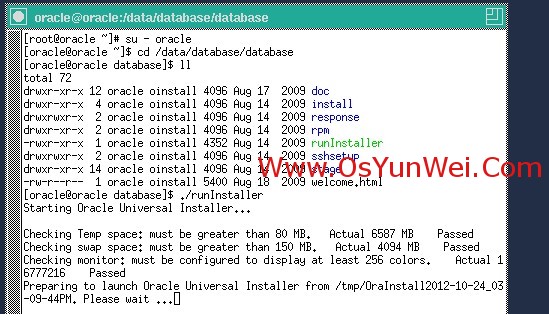 oracle@oracle:/data/database/database
[root@oracle ~]# su - oracle
[oracle@oracle ~]$ cd /data/database/database
[oracle@oracle database]$ ll
total 72
drwxr-xr-x 12 oracle oinstall 4096 Aug 17  2009 doc
drwxr-xr-x  4 oracle oinstall 4096 Aug 14  2009 install
drwxrwxr-x  2 oracle oinstall 4096 Aug 14  2009 response
drwxr-xr-x  2 oracle oinstall 4096 Aug 14  2009 rpm
-rwxr-xr-x  1 oracle oinstall 4352 Aug 14  2009 runInstaller
drwxrwxr-x  2 oracle oinstall 4096 Aug 14  2009 sshsetup
drwxr-xr-x 14 oracle oinstall 4096 Aug 14  2009 stage
-rw-r--r--  1 oracle oinstall 5400 Aug 18  2009 welcome.html
Www.OsYunWei.Com
[oracle@oracle database]$ ./runInstaller
Starting Oracle Universal Installer...
Checking Temp space: must be greater than 80 MB.   Actual 6587 MB    Passed
Checking swap space: must be greater than 150 MB.   Actual 4094 MB    Passed
Checking monitor: must be configured to display at least 256 colors.    Actual 1
6777216    Passed
Preparing to launch Oracle Universal Installer from /tmp/OraInstall2012-10-24_03
-09-44PM. Please wait ...